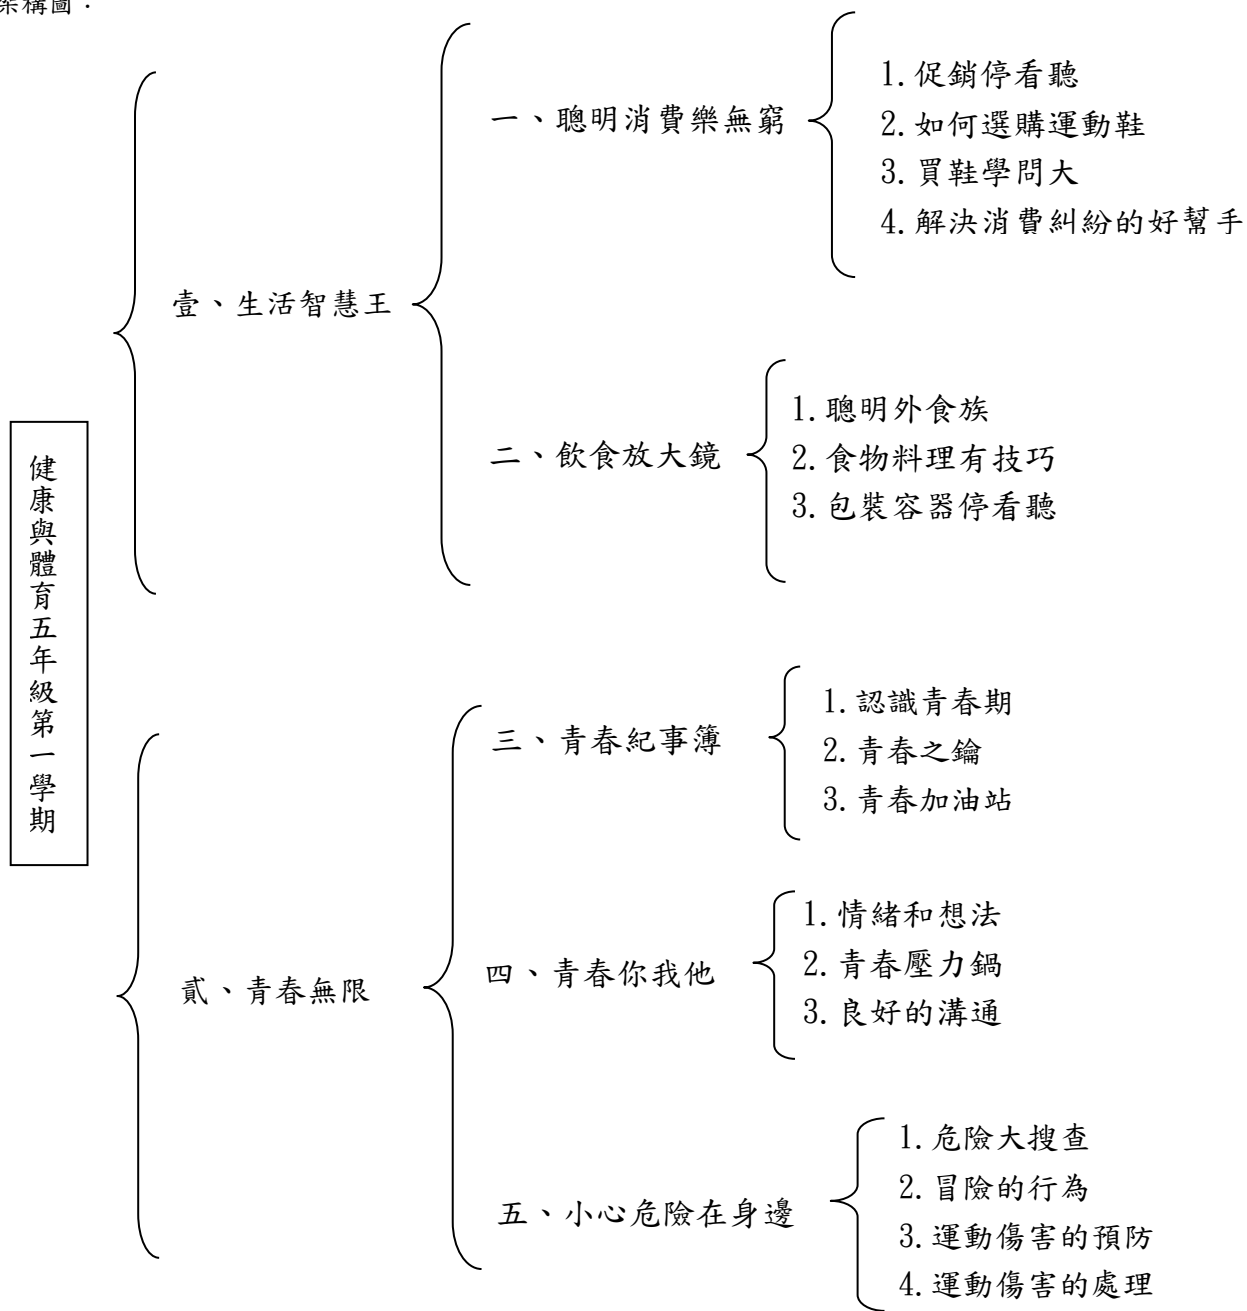 架構圖：
健康與體育五年級第一學期
壹、生活智慧王
一、聰明消費樂無窮
1.促銷停看聽
2.如何選購運動鞋
3.買鞋學問大
4.解決消費糾紛的好幫手
二、飲食放大鏡
1.聰明外食族
2.食物料理有技巧
3.包裝容器停看聽
貳、青春無限
三、青春紀事簿
1.認識青春期
2.青春之鑰
3.青春加油站
四、青春你我他
1.情緒和想法
2.青春壓力鍋
3.良好的溝通
五、小心危險在身邊
1.危險大搜查
2.冒險的行為
3.運動傷害的預防
4.運動傷害的處理